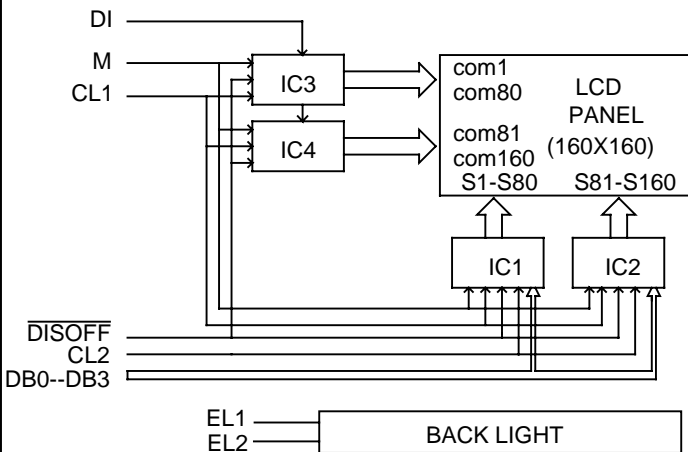 DI
M
CL1
IC3
IC4
com1
com80
com81
com160
LCD
PANEL
(160X160)
S1-S80 S81-S160
IC1 IC2
DISOFF
CL2
DB0--DB3
EL1
EL2
BACK LIGHT